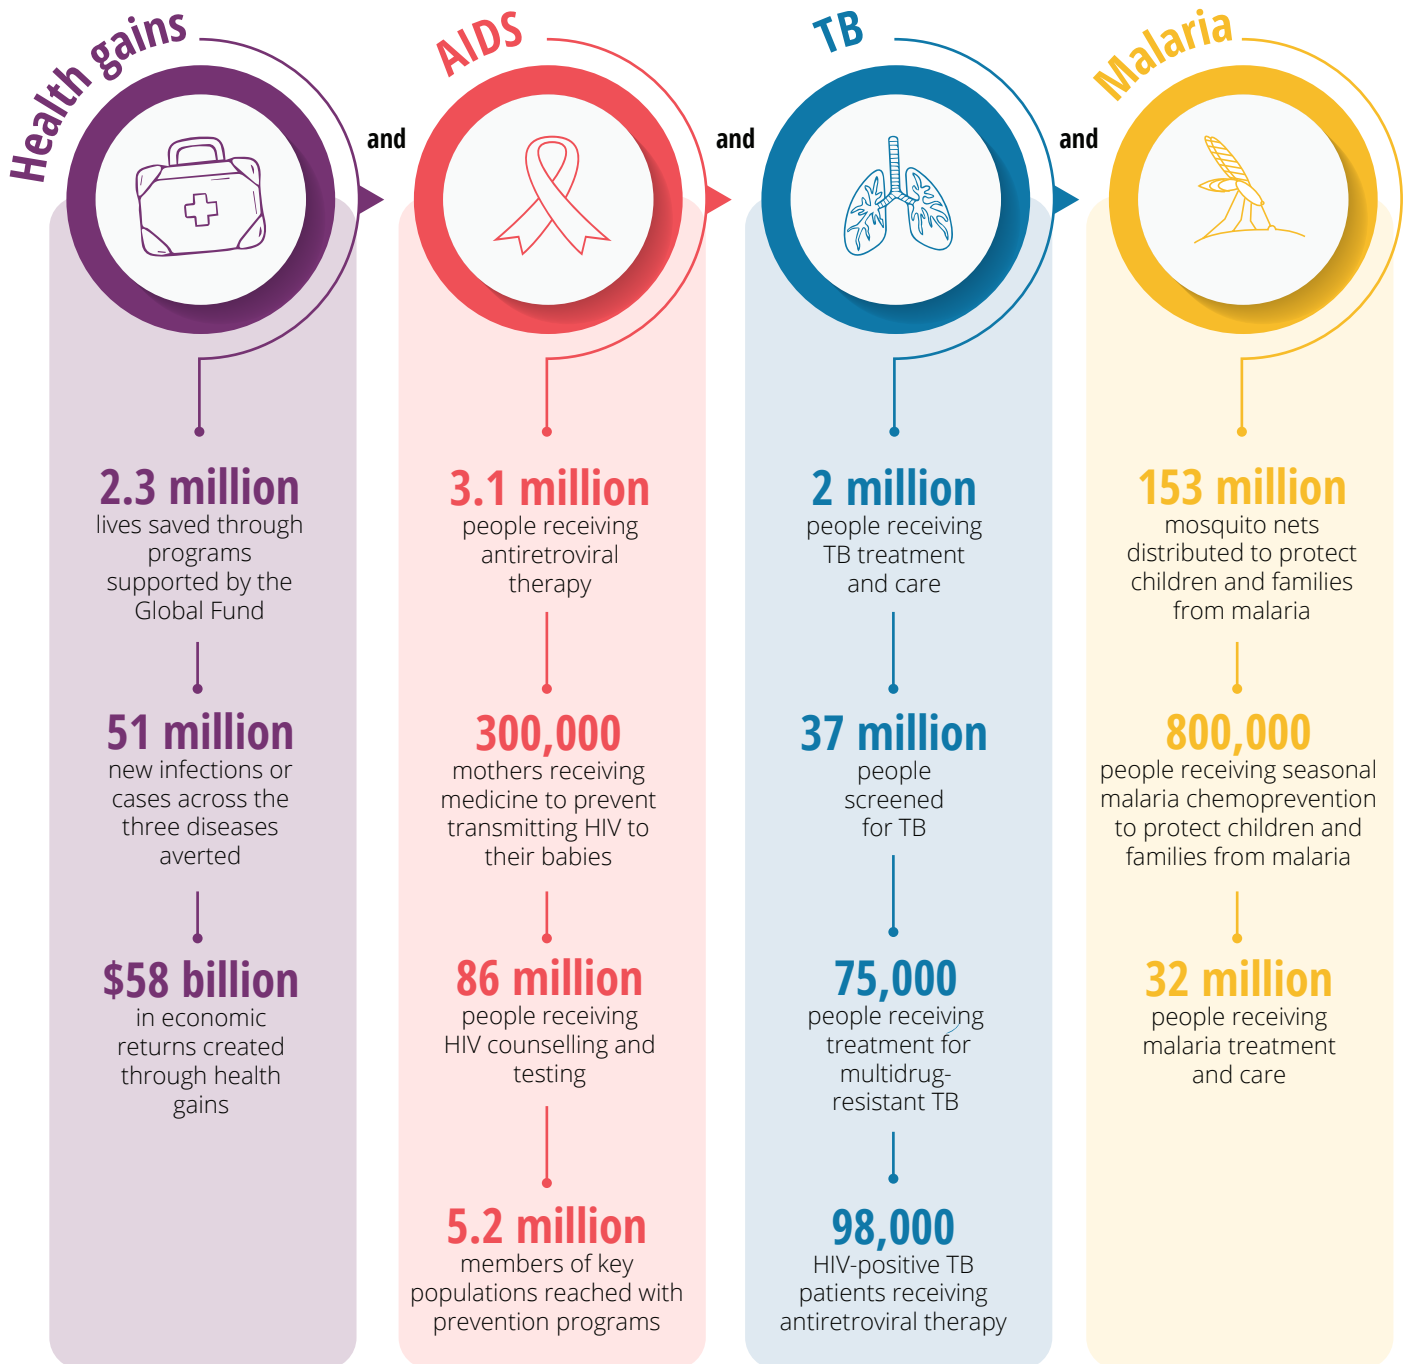 Health gains
and
AIDS
and
TB
and
Malaria
2.3 million
lives saved through
programs
supported by the
Global Fund
51 million
new infections or
cases across the
three diseases
averted
$58 billion
in economic
returns created
through health
gains
3.1 million
people receiving
antiretroviral
therapy
300,000
mothers receiving
medicine to prevent
transmitting HIV to
their babies
86 million
people receiving
HIV counselling and
testing
5.2 million
members of key
populations reached with
prevention programs
2 million
people receiving
TB treatment
and care
37 million
people
screened
for TB
75,000
people receiving
treatment for
multidrug-
resistant TB
98,000
HIV-positive TB
patients receiving
antiretroviral therapy
153 million
mosquito nets
distributed to protect
children and families
from malaria
800,000
people receiving seasonal
malaria chemoprevention
to protect children and
families from malaria
32 million
people receiving
malaria treatment
and care